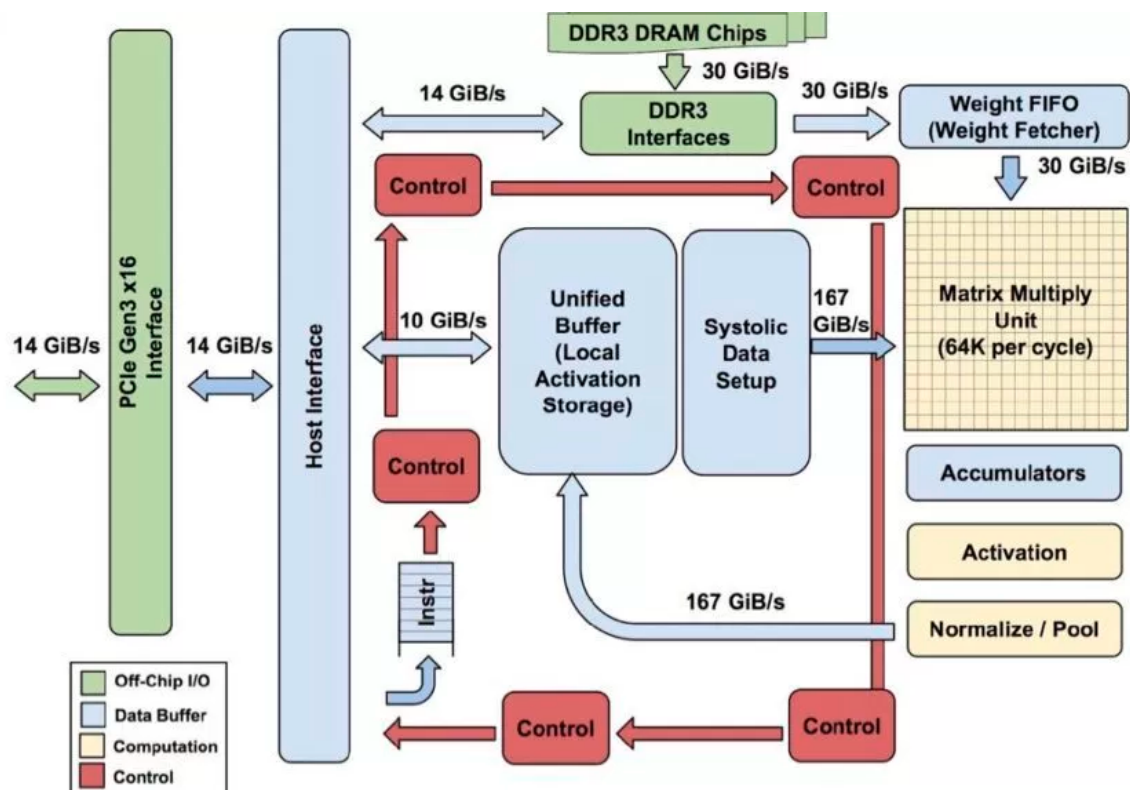 DDR3 DRAM Chips
30 GiB/s
14 GiB/s
30 GiB/s
DDR3
Interfaces
Weight FIFO
(Weight Fetcher)
30 GiB/s
Control
Control
PCIe Gen3 x16
Interface
Host Interface
14 GiB/s
14 GiB/s
10 GiB/s
Unified
Buffer
(Local
Activation
Storage)
Systolic
Data
Setup
167
GiB/s
Matrix Multiply
Unit
(64K per cycle)
Control
Accumulators
Activation
Instr
167 GiB/s
Normalize / Pool
Control
Control
Off-Chip I/O
Data Buffer
Computation
Control